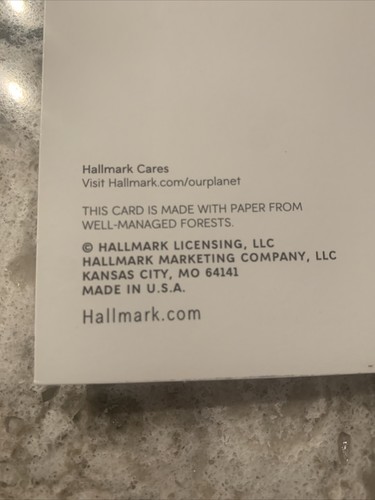 Hallmark Cares
Visit Hallmark.com/ourplanet
THIS CARD IS MADE WITH PAPER FROM
WELL-MANAGED FORESTS.
© HALLMARK LICENSING, LLC
HALLMARK MARKETING COMPANY, LLC
KANSAS CITY, MO 64141
MADE IN U.S.A.
Hallmark.com